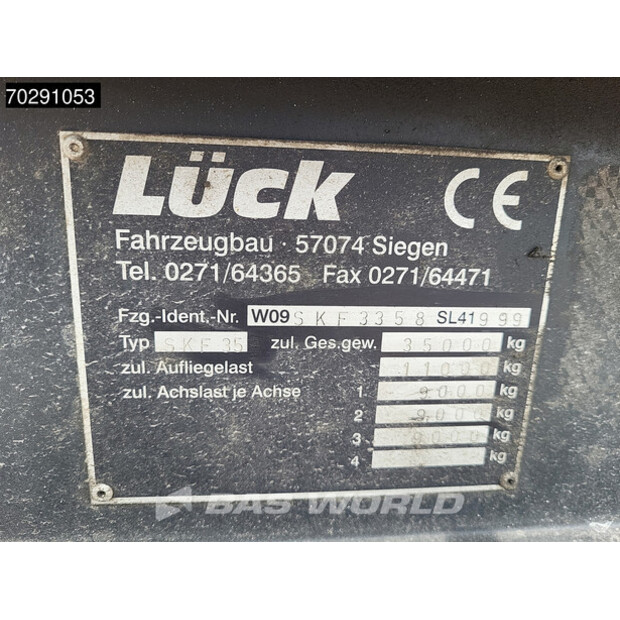 70291053
LÜCK CE
Fahrzeugbau · 57074 Siegen
Tel. 0271/64365 Fax 0271/64471
Fzg.-Ident.-Nr. W09SKF3358SL41999
Typ SKF 35 zul. Ges.gew. 35000 kg
zul. Aufliegelast 11000 kg
zul. Achslast je Achse 1 9000 kg
2 9000 kg
3 9000 kg
4 kg
BAS WORLD